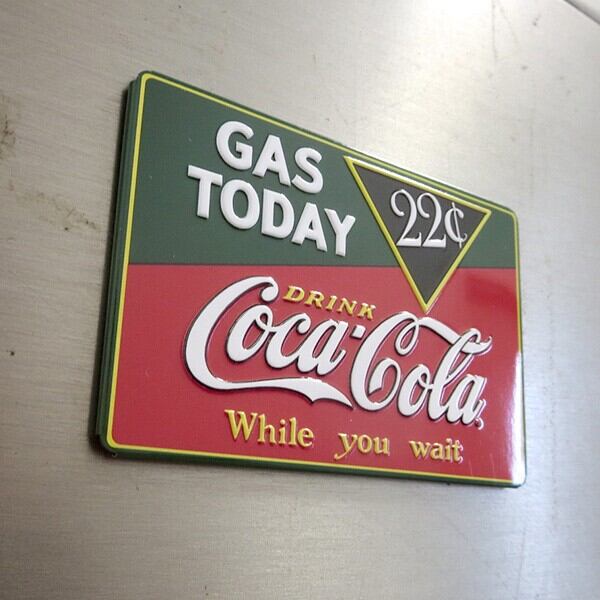 GAS
TODAY
22¢
DRINK
Coca-Cola
While you wait